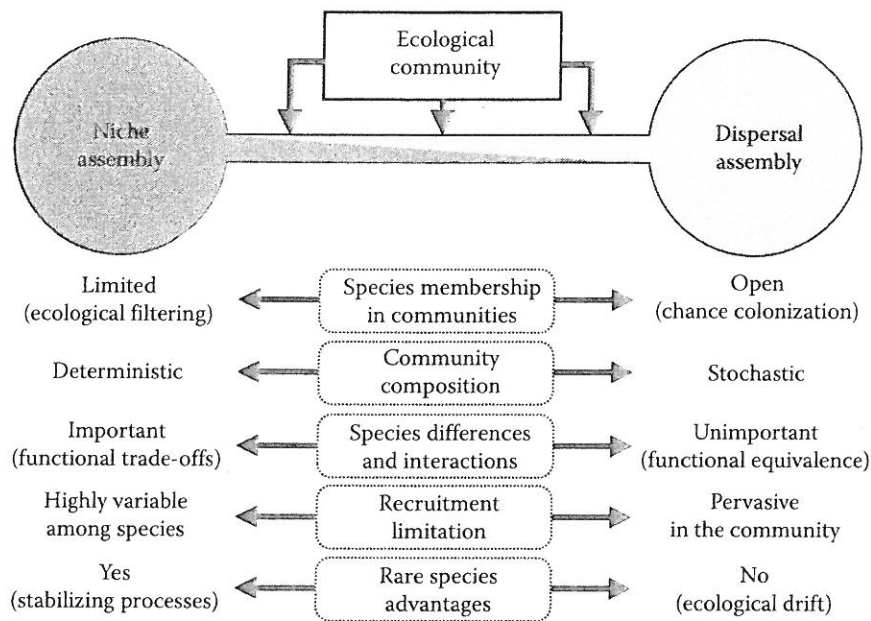 Ecological
community
Niche
assembly
Dispersal
assembly
Limited
(ecological filtering)
Species membership
in communities
Open
(chance colonization)
Deterministic
Community
composition
Stochastic
Important
(functional trade-offs)
Species differences
and interactions
Unimportant
(functional equivalence)
Highly variable
among species
Recruitment
limitation
Pervasive
in the community
Yes
(stabilizing processes)
Rare species
advantages
No
(ecological drift)